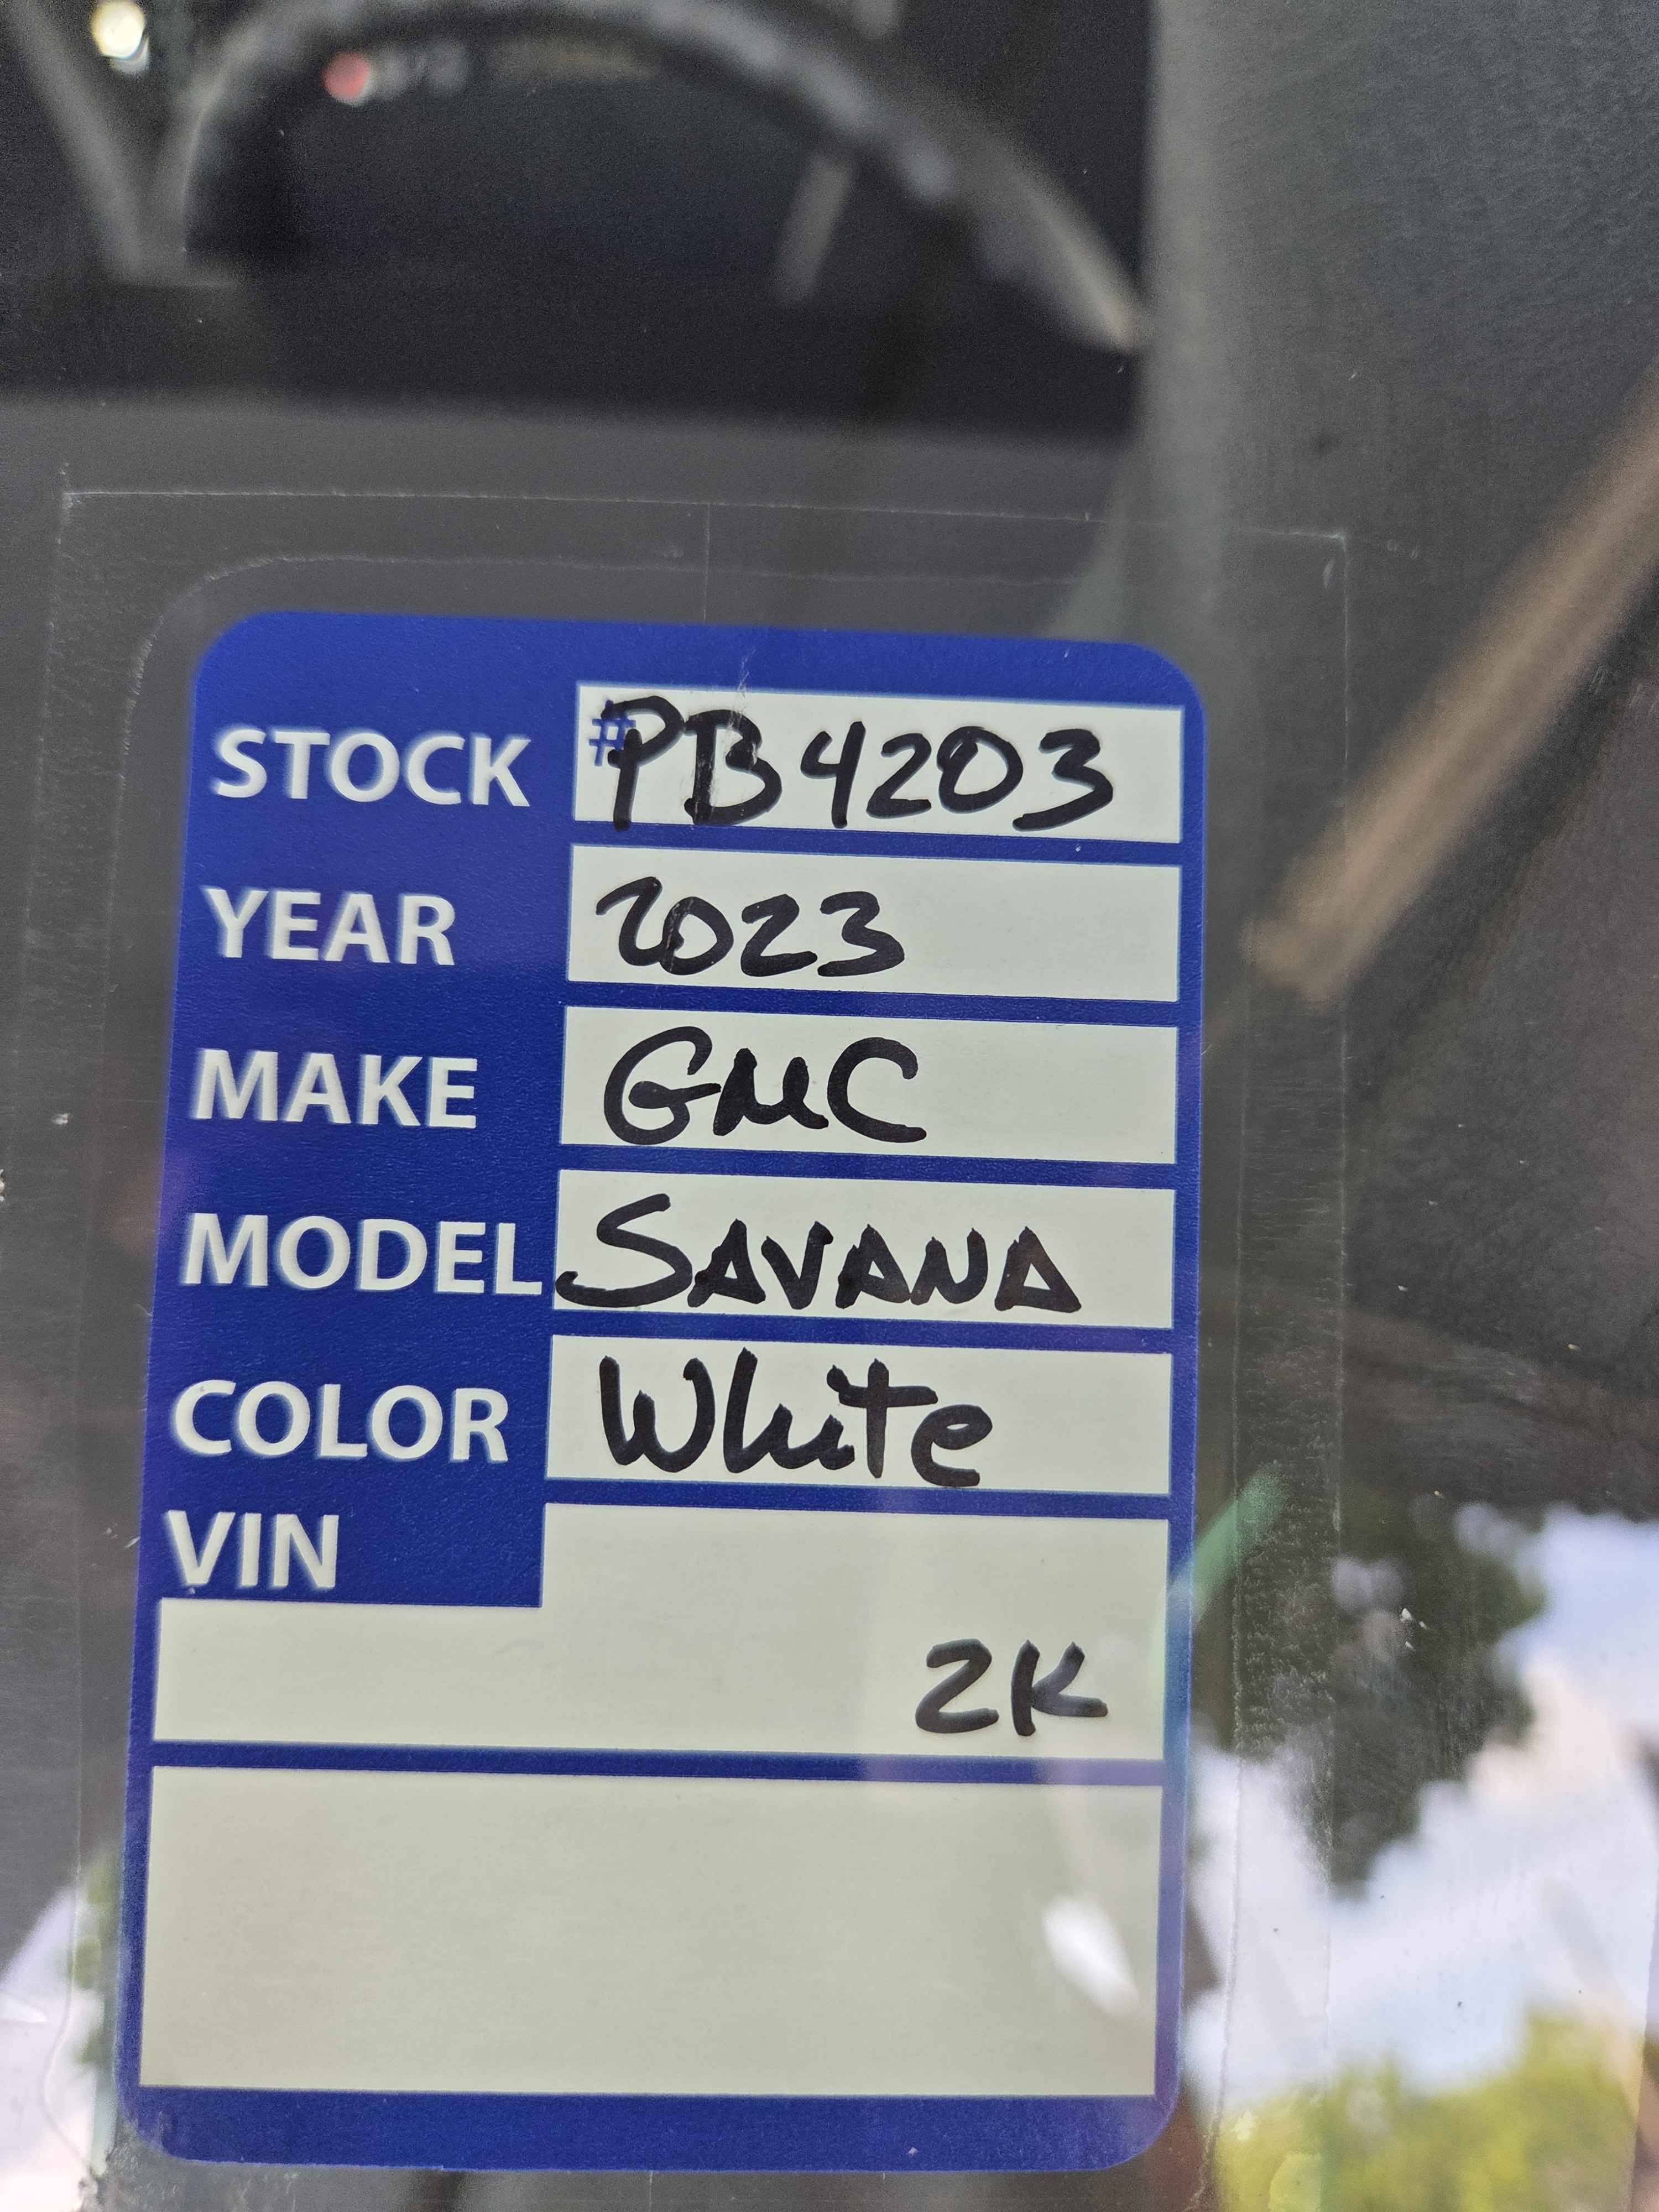 STOCK #PB4203
YEAR 2023
MAKE GMC
MODEL SAVANA
COLOR White
VIN
2K